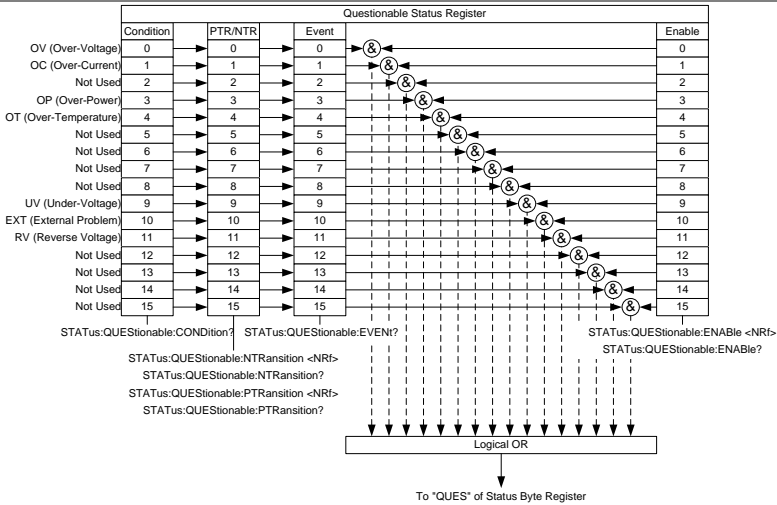 Questionable Status Register
Condition PTR/NTR Event Enable
OV (Over-Voltage) 0 0 0 & 0
OC (Over-Current) 1 1 1 & 1
Not Used 2 2 2 & 2
OP (Over-Power) 3 3 3 & 3
OT (Over-Temperature) 4 4 4 & 4
Not Used 5 5 5 & 5
Not Used 6 6 6 & 6
Not Used 7 7 7 & 7
Not Used 8 8 8 & 8
UV (Under-Voltage) 9 9 9 & 9
EXT (External Problem) 10 10 10 & 10
RV (Reverse Voltage) 11 11 11 & 11
Not Used 12 12 12 & 12
Not Used 13 13 13 & 13
Not Used 14 14 14 & 14
Not Used 15 15 15 & 15
STATus:QUEStionable:CONDition? STATus:QUEStionable:EVENt? STATus:QUEStionable:ENABle <NRf>
STATus:QUEStionable:ENABle?
STATus:QUEStionable:NTRansition <NRf>
STATus:QUEStionable:NTRansition?
STATus:QUEStionable:PTRansition <NRf>
STATus:QUEStionable:PTRansition?
Logical OR
To "QUES" of Status Byte Register